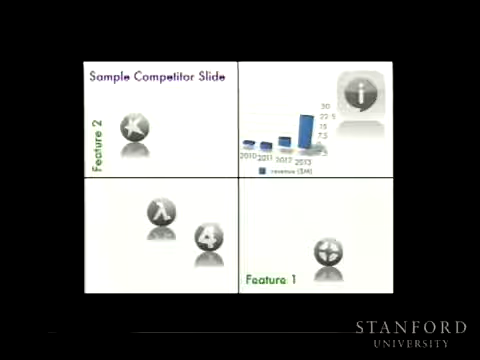 Sample Competitor Slide
Feature 2
i
30
22.5
15
7.5
2010 2011 2012 2013
revenue ($M)
λ
4
Feature 1
STANFORD
UNIVERSITY